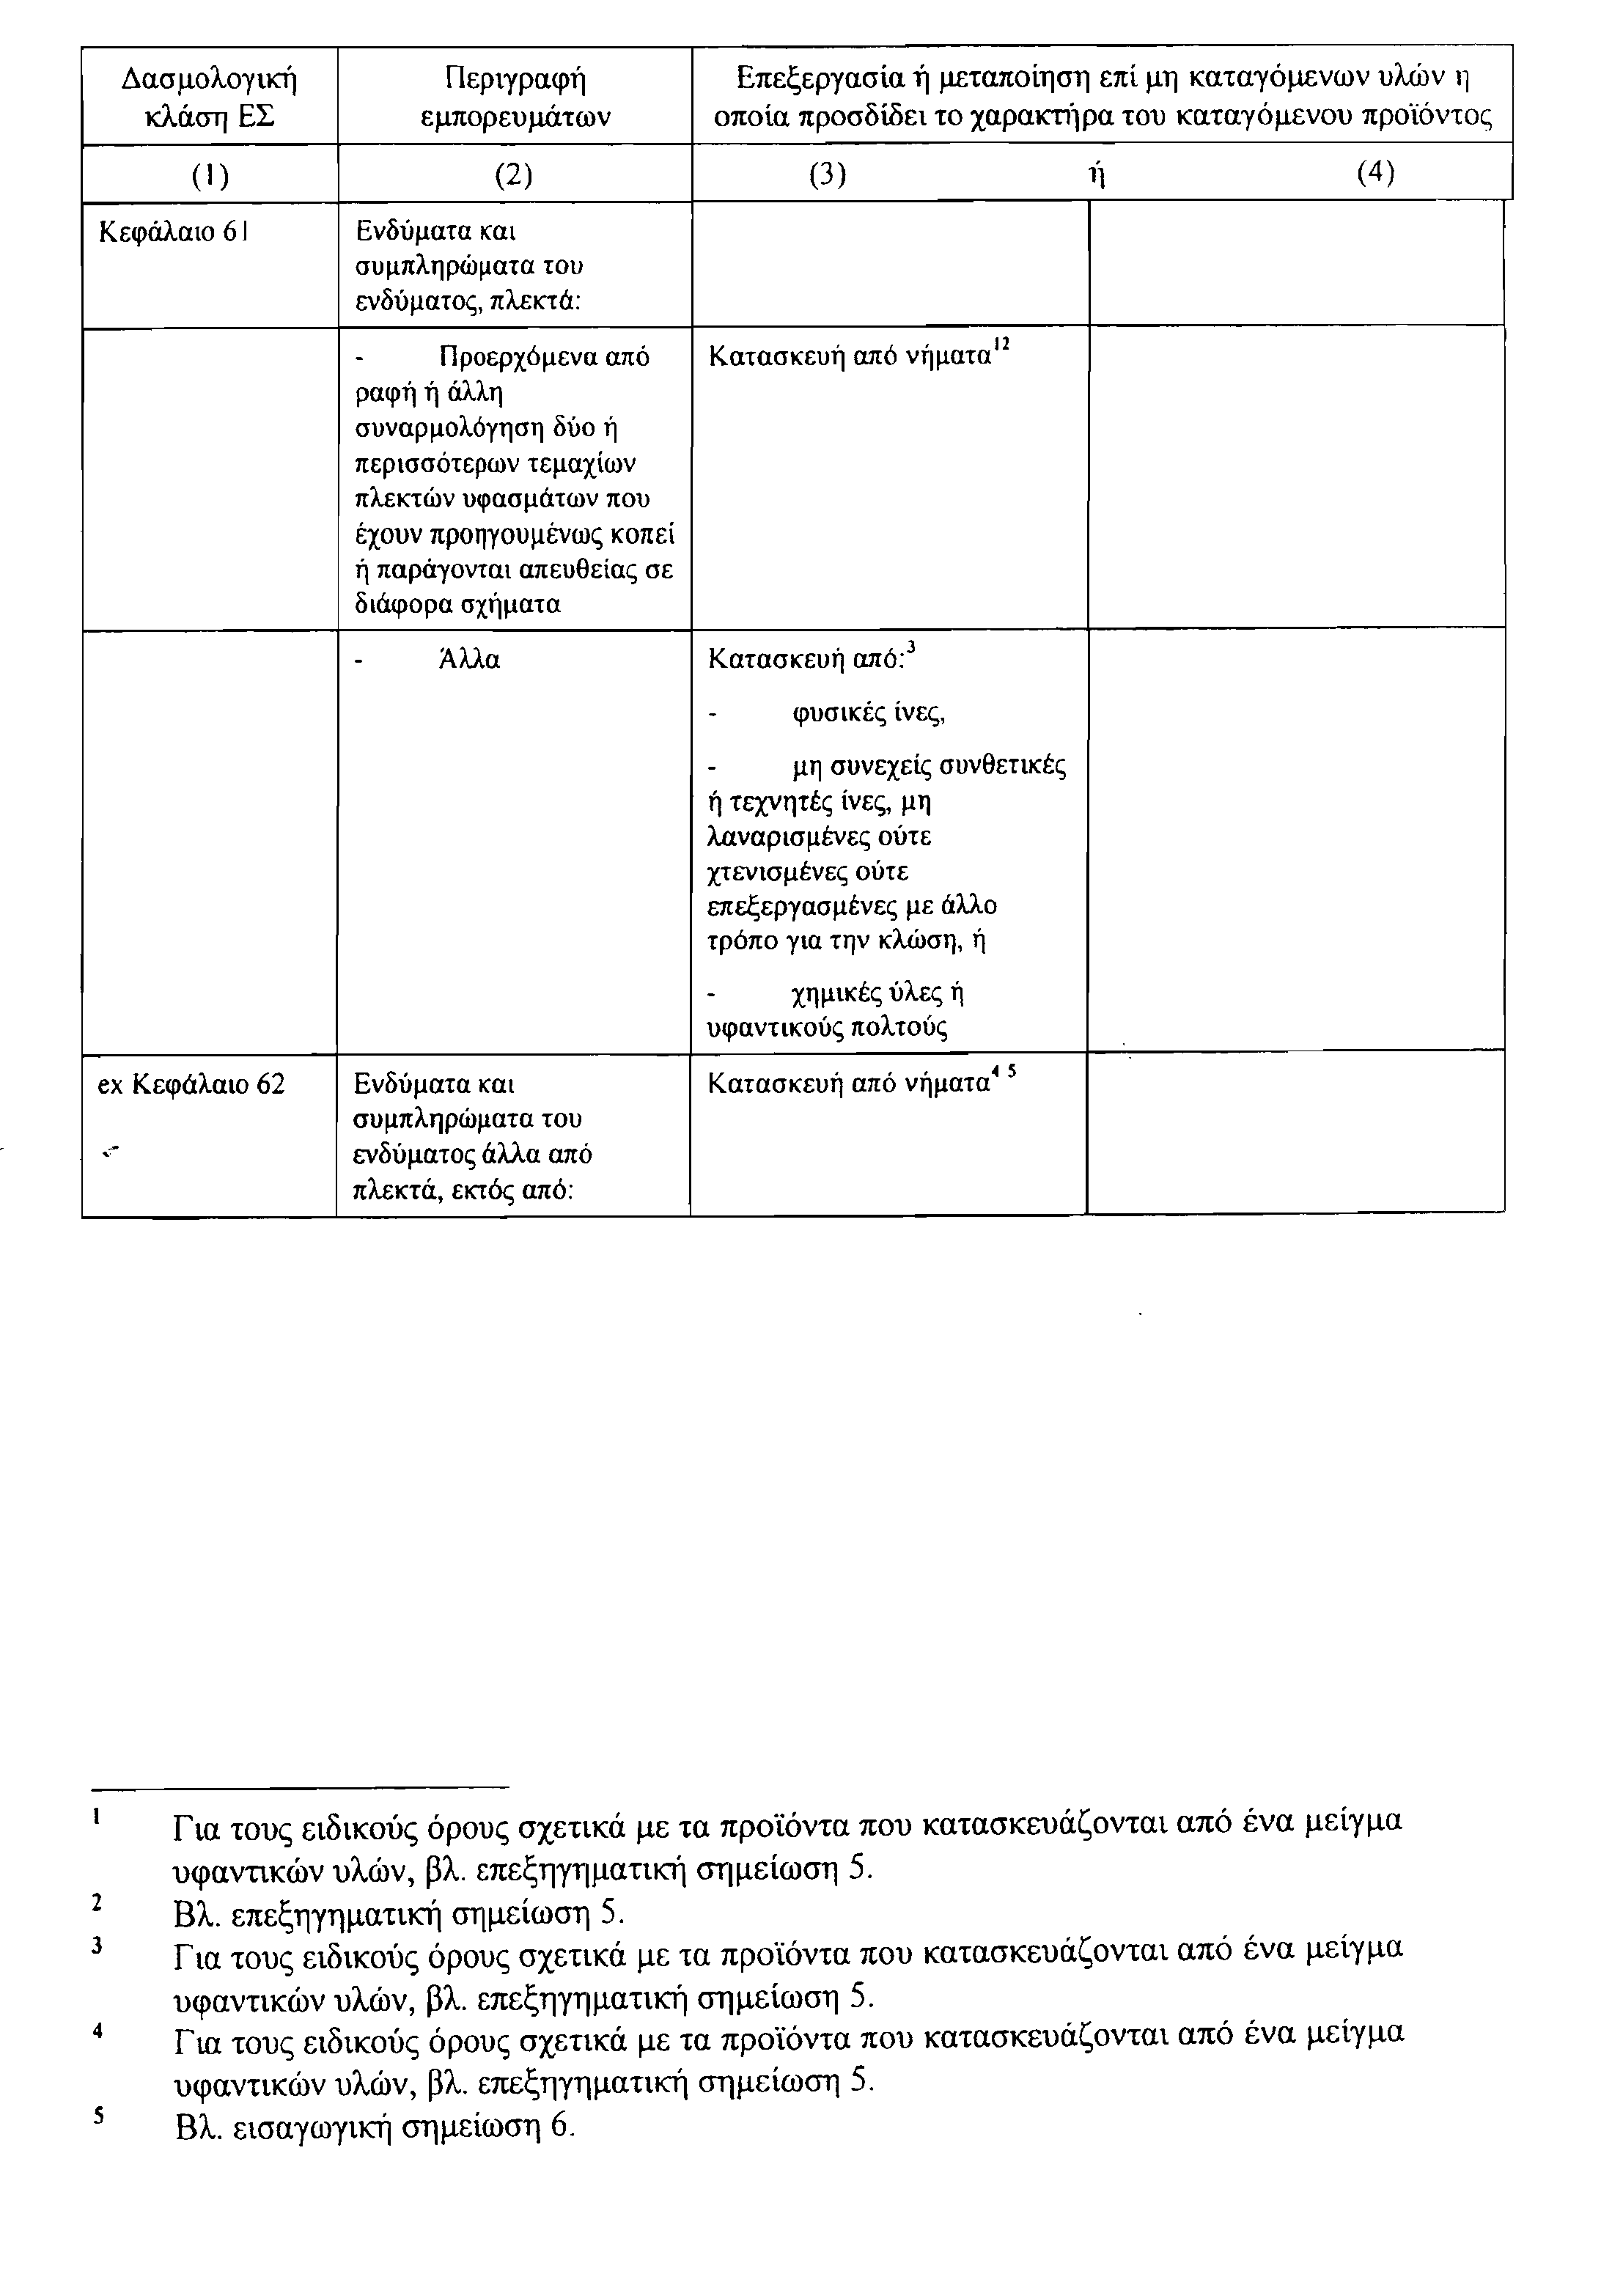 Δασμολογική
κλάση ΕΣ
Περιγραφή
εμπορευμάτων
Επεξεργασία ή μεταποίηση επί μη καταγόμενων υλών η
οποία προσδίδει το χαρακτήρα του καταγόμενου προϊόντος
(1)
(2)
(3) ή (4)
Κεφάλαιο 61
Ενδύματα και
συμπληρώματα του
ενδύματος, πλεκτά:
- Προερχόμενα από
ραφή ή άλλη
συναρμολόγηση δύο ή
περισσότερων τεμαχίων
πλεκτών υφασμάτων που
έχουν προηγουμένως κοπεί
ή παράγονται απευθείας σε
διάφορα σχήματα
Κατασκευή από νήματα12
- Άλλα
Κατασκευή από:3
- φυσικές ίνες,
- μη συνεχείς συνθετικές
ή τεχνητές ίνες, μη
λαναρισμένες ούτε
χτενισμένες ούτε
επεξεργασμένες με άλλο
τρόπο για την κλώση, ή
- χημικές ύλες ή
υφαντικούς πολτούς
ex Κεφάλαιο 62
Ενδύματα και
συμπληρώματα του
ενδύματος άλλα από
πλεκτά, εκτός από:
Κατασκευή από νήματα4 5
1 Για τους ειδικούς όρους σχετικά με τα προϊόντα που κατασκευάζονται από ένα μείγμα
υφαντικών υλών, βλ. επεξηγηματική σημείωση 5.
2 Βλ. επεξηγηματική σημείωση 5.
3 Για τους ειδικούς όρους σχετικά με τα προϊόντα που κατασκευάζονται από ένα μείγμα
υφαντικών υλών, βλ. επεξηγηματική σημείωση 5.
4 Για τους ειδικούς όρους σχετικά με τα προϊόντα που κατασκευάζονται από ένα μείγμα
υφαντικών υλών, βλ. επεξηγηματική σημείωση 5.
5 Βλ. εισαγωγική σημείωση 6.